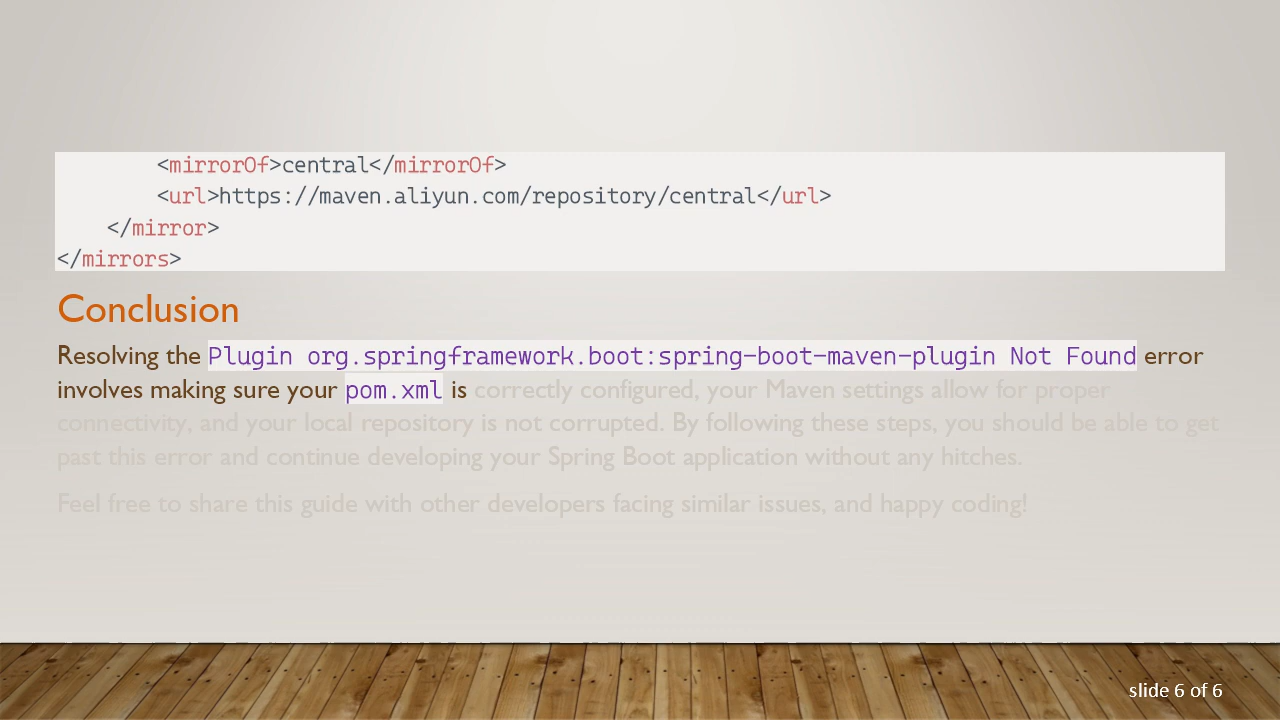 <mirrorOf>central</mirrorOf>
<url>https://maven.aliyun.com/repository/central</url>
</mirror>
</mirrors>
Conclusion
Resolving the Plugin org.springframework.boot:spring-boot-maven-plugin Not Found error
involves making sure your pom.xml is correctly configured, your Maven settings allow for proper
connectivity, and your local repository is not corrupted. By following these steps, you should be able to get
past this error and continue developing your Spring Boot application without any hitches.
Feel free to share this guide with other developers facing similar issues, and happy coding!
slide 6 of 6